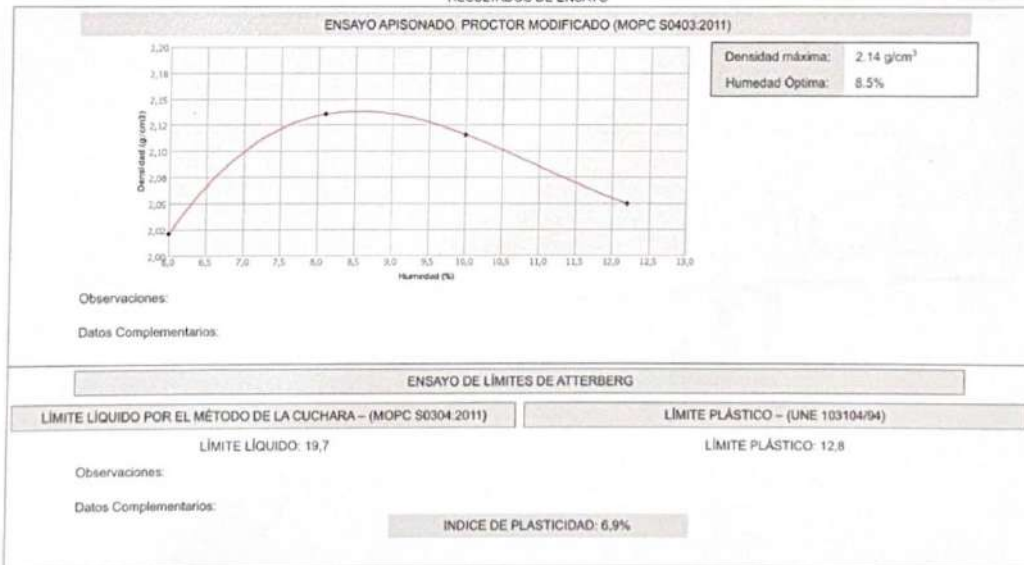 RESULTADOS DE ENSAYO
ENSAYO APISONADO. PROCTOR MODIFICADO (MOPC S0403:2011)
Densidad máxima: 2.14 g/cm³
Humedad Óptima: 8.5%
2,20
2,18
2,15
2,12
2,10
2,08
2,05
2,02
2,00
Densidad (g/cm3)
6,0 6,5 7,0 7,5 8,0 8,5 9,0 9,5 10,0 10,5 11,0 11,5 12,0 12,5 13,0
Humedad (%)
Observaciones:
Datos Complementarios:
ENSAYO DE LÍMITES DE ATTERBERG
LÍMITE LÍQUIDO POR EL MÉTODO DE LA CUCHARA – (MOPC S0304:2011)
LÍMITE PLÁSTICO – (UNE 103104/94)
LÍMITE LÍQUIDO: 19,7
LÍMITE PLÁSTICO: 12,8
Observaciones:
Datos Complementarios:
INDICE DE PLASTICIDAD: 6,9%